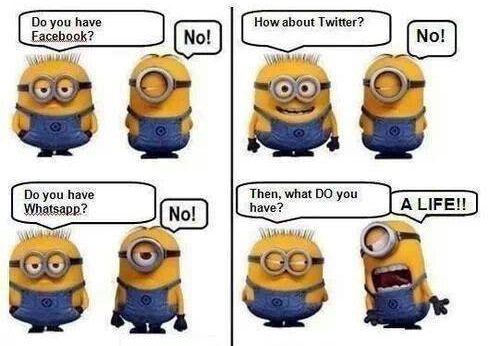 Do you have
Facebook?
No!
How about Twitter?
No!
Do you have
Whatsapp?
No!
Then, what DO you
have?
A LIFE!!